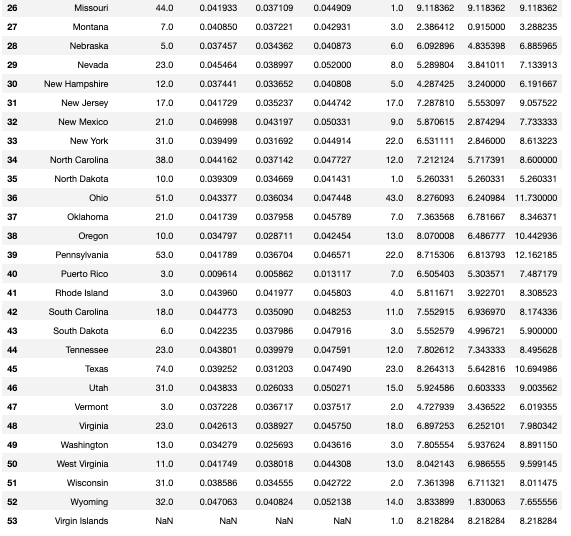 26 Missouri 44.0 0.041933 0.037109 0.044909 1.0 9.118362 9.118362 9.118362
27 Montana 7.0 0.040850 0.037221 0.042931 3.0 2.386412 0.915000 3.288235
28 Nebraska 5.0 0.037457 0.034362 0.040873 6.0 6.092896 4.835398 6.885965
29 Nevada 23.0 0.045464 0.038997 0.052000 8.0 5.289804 3.841011 7.133913
30 New Hampshire 12.0 0.037441 0.033652 0.040808 5.0 4.287425 3.240000 6.191667
31 New Jersey 17.0 0.041729 0.035237 0.044742 17.0 7.287810 5.553097 9.057522
32 New Mexico 21.0 0.046998 0.043197 0.050331 9.0 5.870615 2.874294 7.733333
33 New York 31.0 0.039499 0.031692 0.044914 22.0 6.531111 2.846000 8.613223
34 North Carolina 38.0 0.044162 0.037142 0.047727 12.0 7.212124 5.717391 8.600000
35 North Dakota 10.0 0.039309 0.034669 0.041431 1.0 5.260331 5.260331 5.260331
36 Ohio 51.0 0.043377 0.036034 0.047448 43.0 8.276093 6.240984 11.730000
37 Oklahoma 21.0 0.041739 0.037958 0.045789 7.0 7.363568 6.781667 8.346371
38 Oregon 10.0 0.034797 0.028711 0.042454 13.0 8.070008 6.486777 10.442936
39 Pennsylvania 53.0 0.041789 0.036704 0.046571 22.0 8.715306 6.813793 12.162185
40 Puerto Rico 3.0 0.009614 0.005862 0.013117 7.0 6.505403 5.303571 7.487179
41 Rhode Island 3.0 0.043960 0.041977 0.045803 4.0 5.811671 3.922701 8.308523
42 South Carolina 18.0 0.044773 0.035090 0.048253 11.0 7.552915 6.936970 8.174336
43 South Dakota 6.0 0.042235 0.037986 0.047916 3.0 5.552579 4.996721 5.900000
44 Tennessee 23.0 0.043801 0.039979 0.047591 12.0 7.802612 7.343333 8.495628
45 Texas 74.0 0.039252 0.031203 0.047490 23.0 8.264313 5.642816 10.694986
46 Utah 31.0 0.043833 0.026033 0.050271 15.0 5.924586 0.603333 9.003562
47 Vermont 3.0 0.037228 0.036717 0.037517 2.0 4.727939 3.436522 6.019355
48 Virginia 23.0 0.042613 0.038927 0.045750 18.0 6.897253 6.252101 7.980342
49 Washington 13.0 0.034279 0.025693 0.043616 3.0 7.805554 5.937624 8.891150
50 West Virginia 11.0 0.041749 0.038018 0.044308 13.0 8.042143 6.986555 9.599145
51 Wisconsin 31.0 0.038586 0.034555 0.042722 2.0 7.361398 6.711321 8.011475
52 Wyoming 32.0 0.047063 0.040824 0.052138 14.0 3.833899 1.830063 7.655556
53 Virgin Islands NaN NaN NaN NaN 1.0 8.218284 8.218284 8.218284